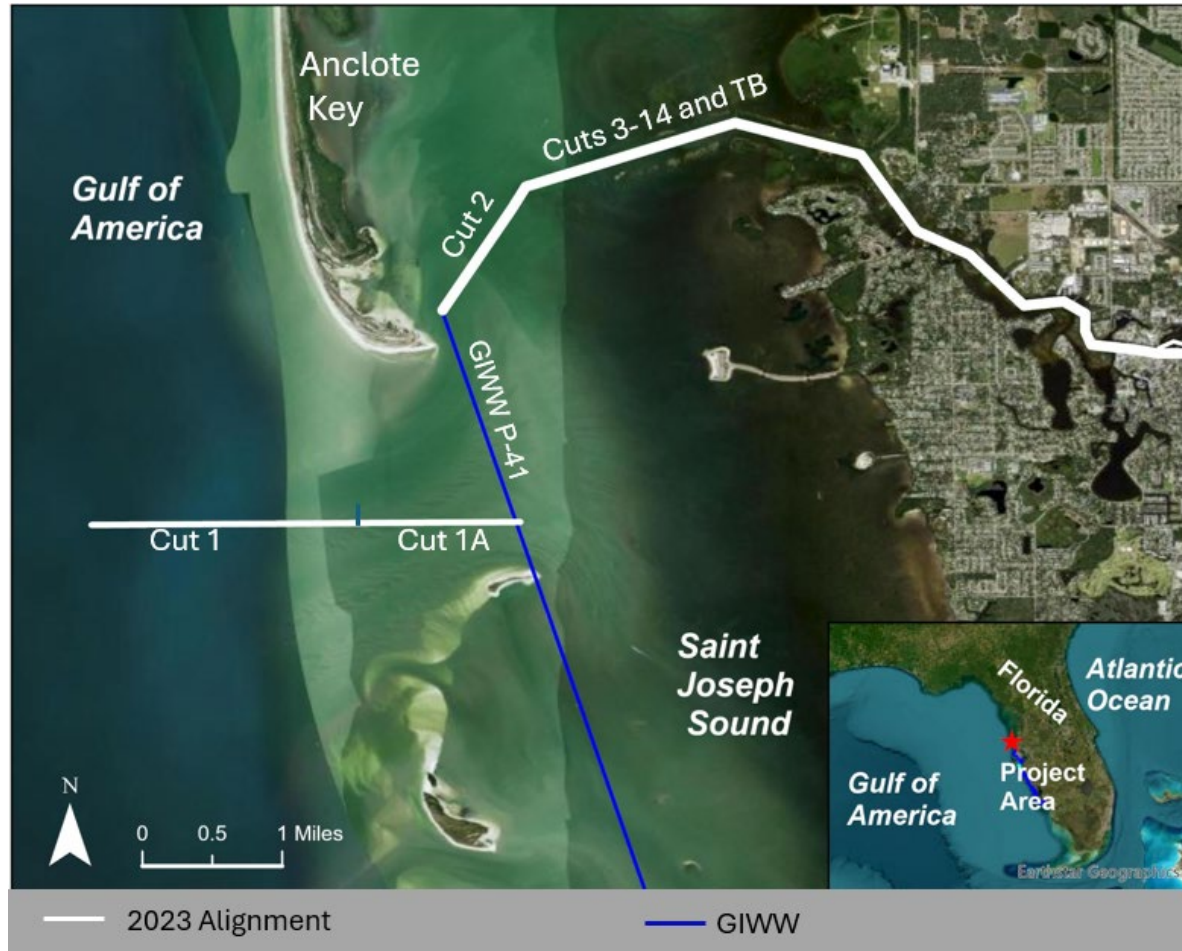 Anclote
Key
Cuts 3-14 and TB
Gulf of
America
Cut 2
GIWW P-41
Cut 1
Cut 1A
Saint
Joseph
Sound
Florida
Atlantic
Ocean
Project
Area
Gulf of
America
Earthstar Geographics
N
0 0.5 1 Miles
2023 Alignment
GIWW